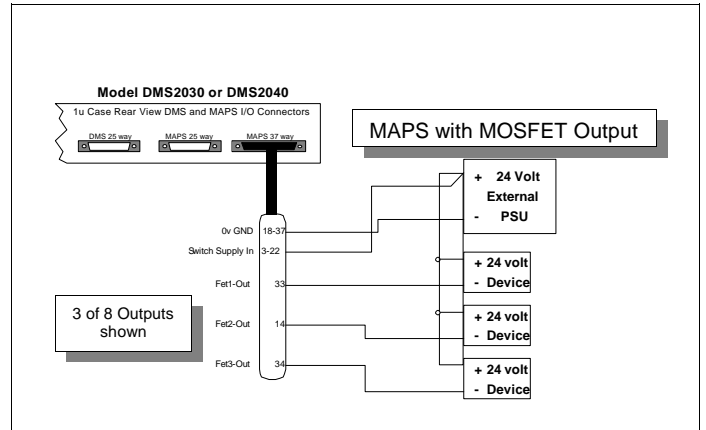 Model DMS2030 or DMS2040
1u Case Rear View DMS and MAPS I/O Connectors
DMS 25 way MAPS 25 way MAPS 37 way
MAPS with MOSFET Output
+ 24 Volt
External
- PSU
0v GND 18-37
Switch Supply In 3-22
Fet1-Out 33
Fet2-Out 14
Fet3-Out 34
+ 24 volt
- Device
+ 24 volt
- Device
+ 24 volt
- Device
3 of 8 Outputs
shown